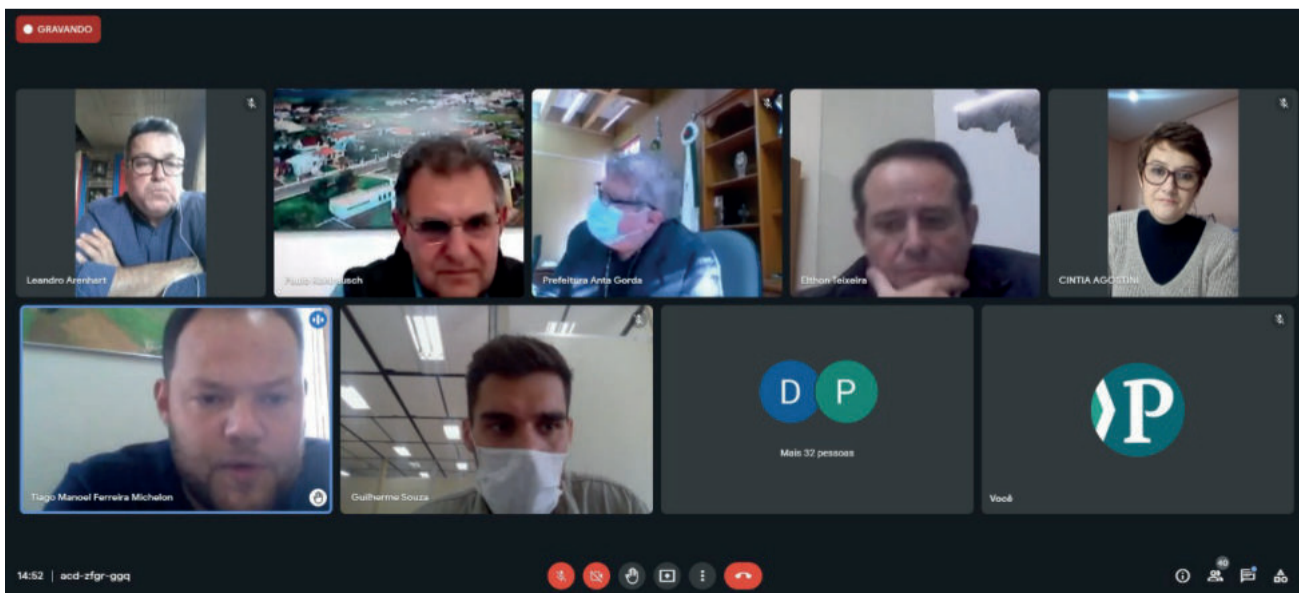 GRAVANDO
Leandro Arenhart
Prefeitura Anta Gorda
Elthon Teixeira
CINTIA AGOSTINI
Tiago Manoel Ferreira Michelon
Guilherme Souza
D P
Mais 32 pessoas
P
Você
14:52 | acd-zfgr-ggq
40